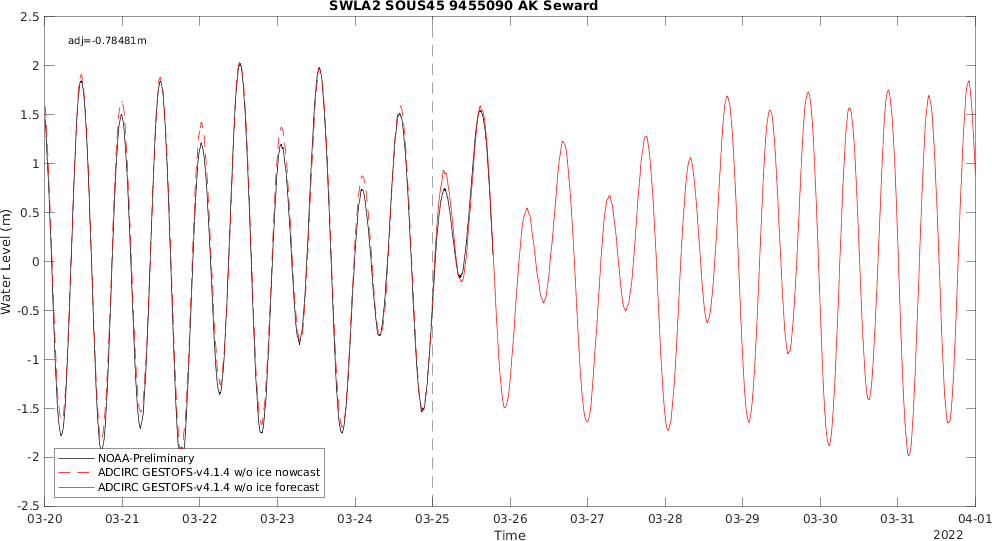 SWLA2 SOUS45 9455090 AK Seward
adj=-0.78481m
2.5
2
1.5
1
0.5
0
-0.5
-1
-1.5
-2
-2.5
Water Level (m)
NOAA-Preliminary
ADCIRC GESTOFS-v4.1.4 w/o ice nowcast
ADCIRC GESTOFS-v4.1.4 w/o ice forecast
03-20 03-21 03-22 03-23 03-24 03-25 03-26 03-27 03-28 03-29 03-30 03-31 04-01
Time
2022